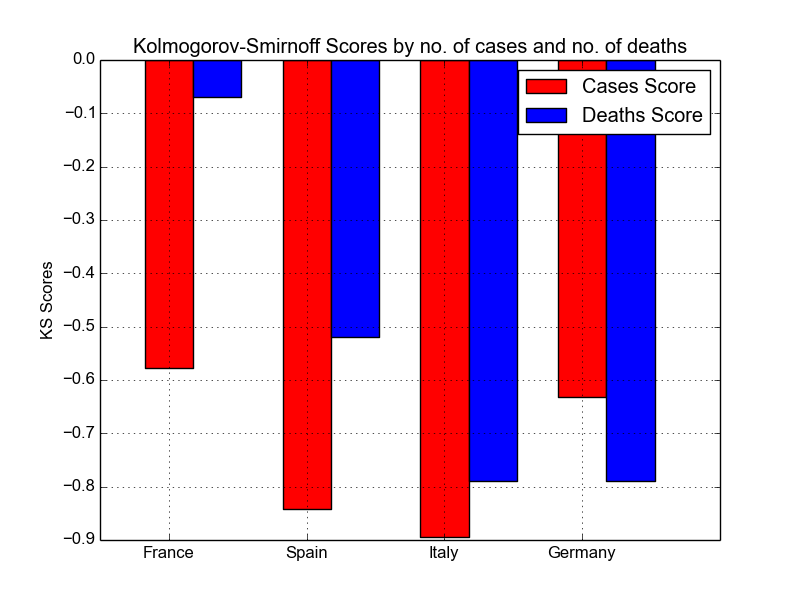 Kolmogorov-Smirnoff Scores by no. of cases and no. of deaths
Cases Score
Deaths Score
KS Scores
0.0
−0.1
−0.2
−0.3
−0.4
−0.5
−0.6
−0.7
−0.8
−0.9
France
Spain
Italy
Germany